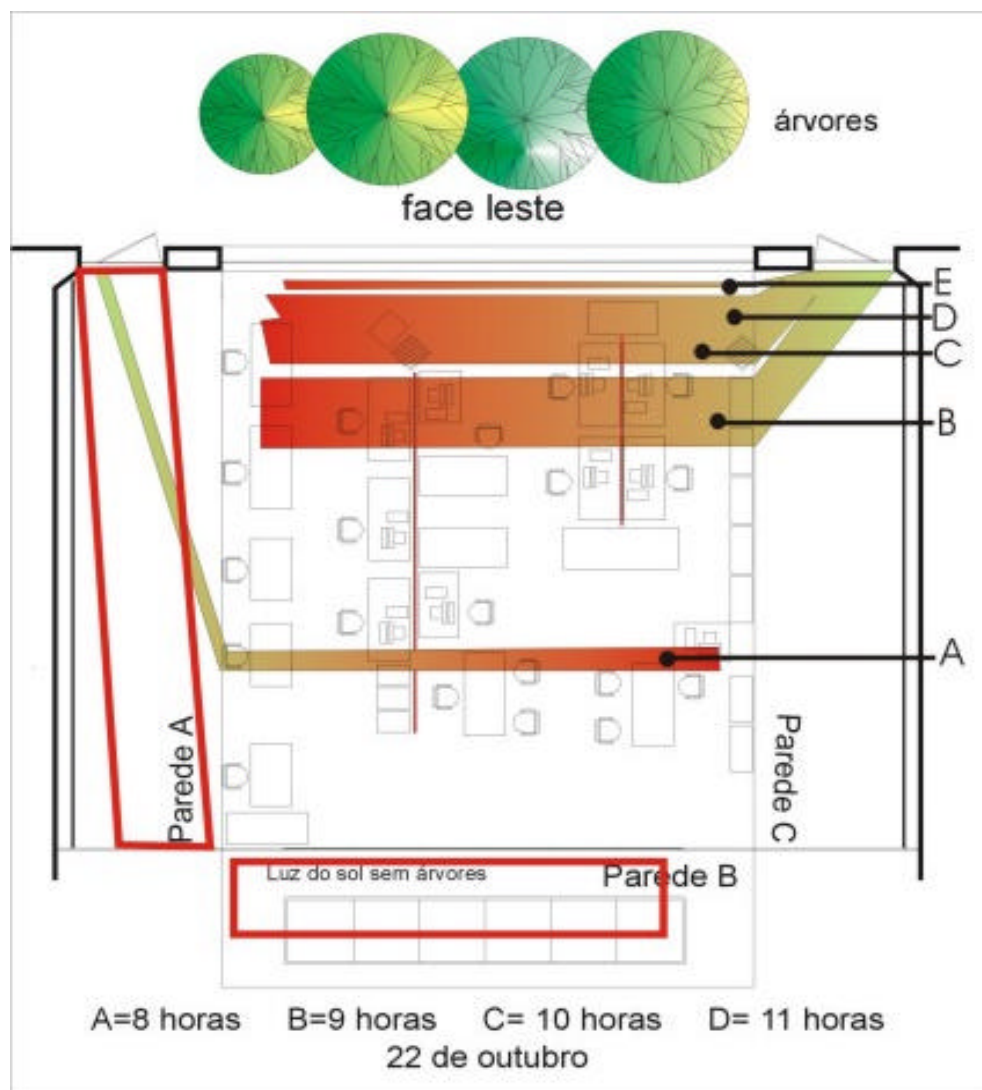 árvores
face leste
E
D
C
B
A
Parede A
Parede C
Luz do sol sem árvores
Parede B
A=8 horas B=9 horas C= 10 horas D= 11 horas
22 de outubro